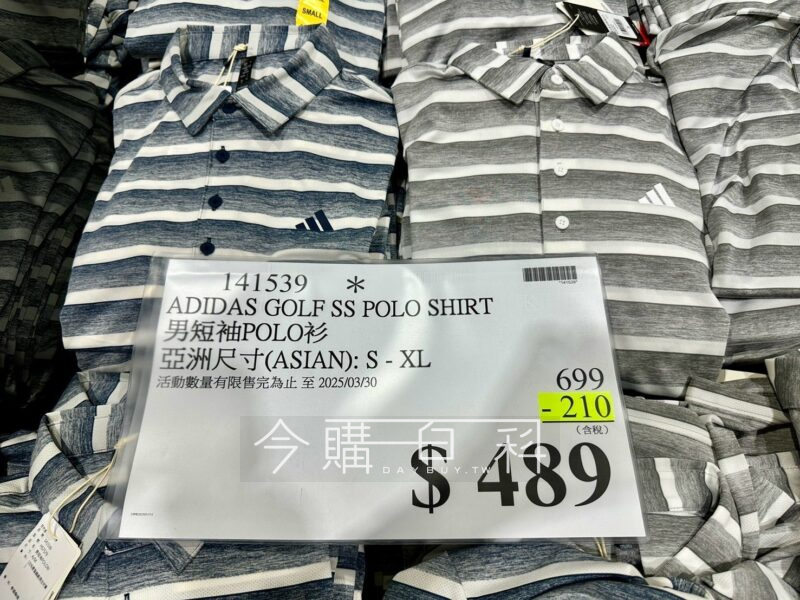 SMALL
141539 *
"141539"
ADIDAS GOLF SS POLO SHIRT
男短袖POLO衫
亞洲尺寸(ASIAN): S - XL
活動數量有限售完為止 至 2025/03/30
699
- 210
(含稅)
$ 489
今購百科
DAYBUY.TW